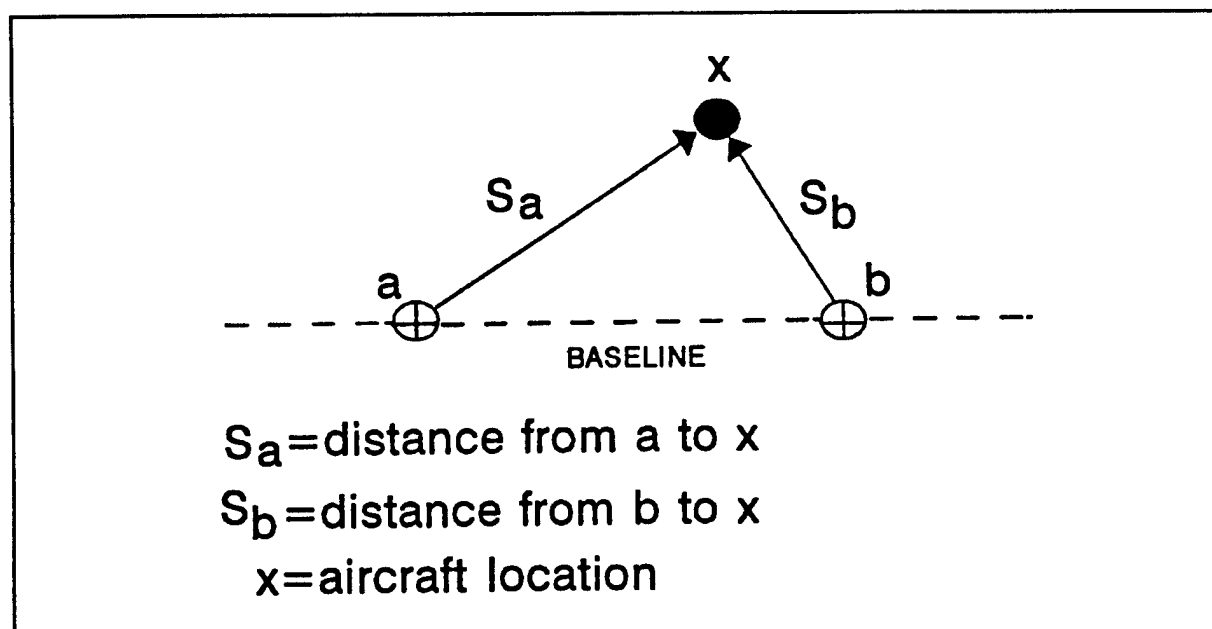 x
Sa
Sb
a
b
BASELINE
Sa=distance from a to x
Sb=distance from b to x
x=aircraft location